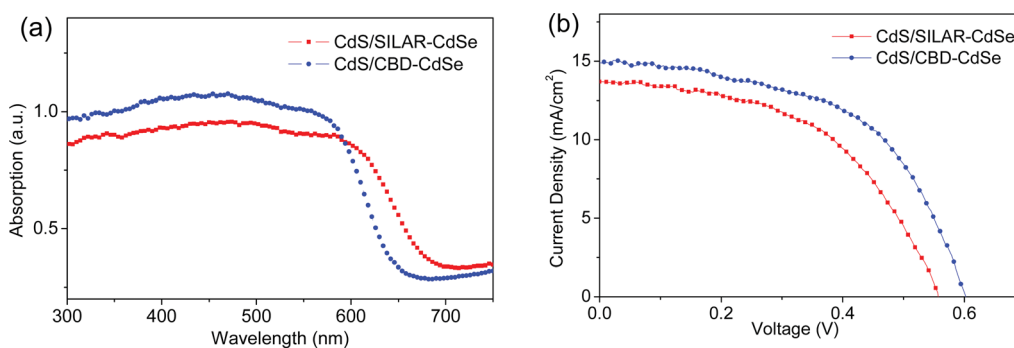 (a)
CdS/SILAR-CdSe
CdS/CBD-CdSe
1.0
0.5
Absorption (a.u.)
300 400 500 600 700
Wavelength (nm)
(b)
CdS/SILAR-CdSe
CdS/CBD-CdSe
20
15
10
5
0
Current Density (mA/cm²)
0.0 0.2 0.4 0.6
Voltage (V)